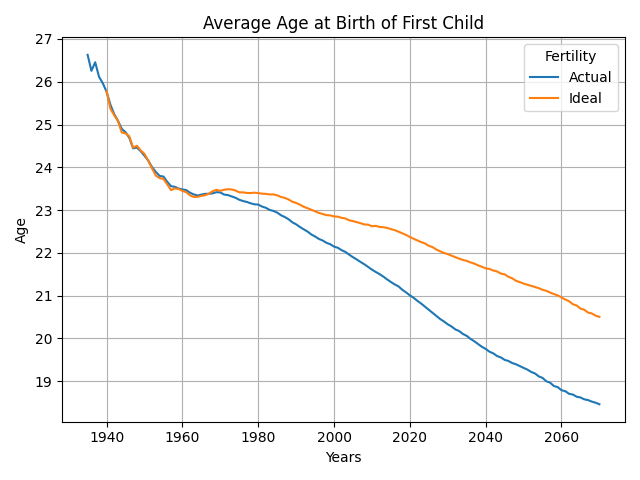 Average Age at Birth of First Child
27
26
25
24
23
22
21
20
19
Age
Fertility
Actual
Ideal
1940 1960 1980 2000 2020 2040 2060
Years